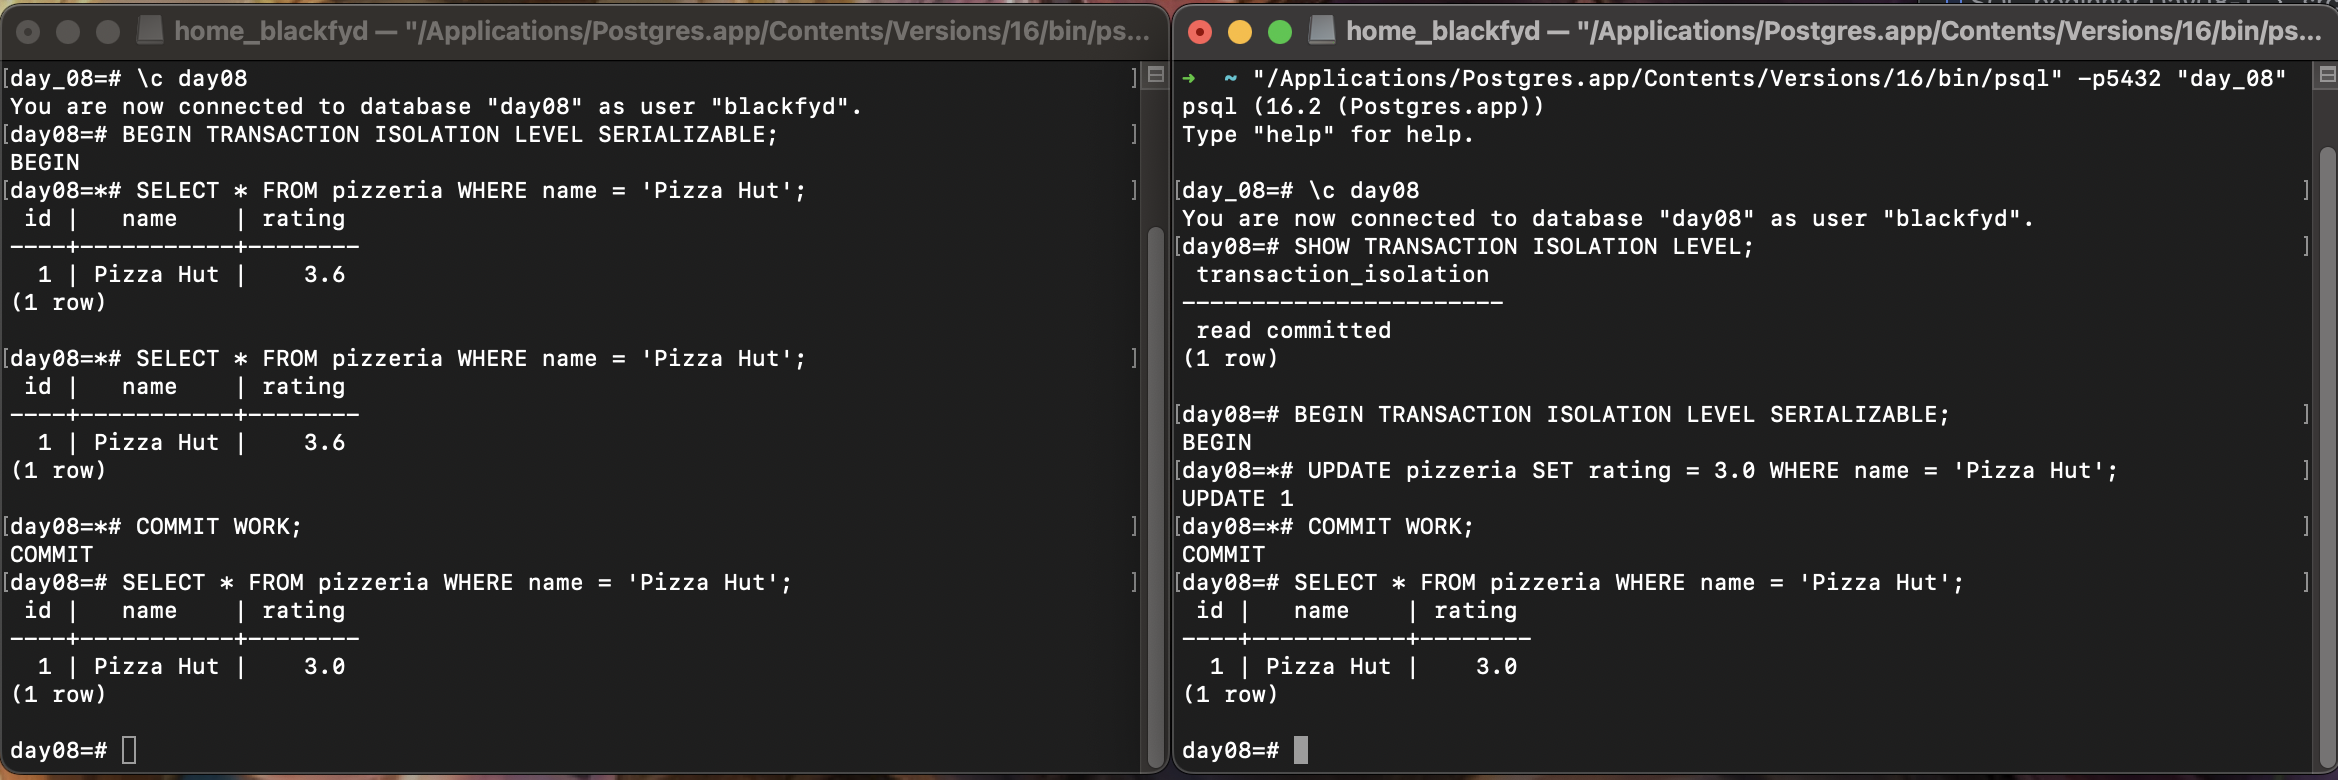 home_blackfyd — "/Applications/Postgres.app/Contents/Versions/16/bin/ps...
[day_08=# \c day08 ]
You are now connected to database "day08" as user "blackfyd".
[day08=# BEGIN TRANSACTION ISOLATION LEVEL SERIALIZABLE; ]
BEGIN
[day08=*# SELECT * FROM pizzeria WHERE name = 'Pizza Hut'; ]
 id |   name    | rating
----+-----------+--------
  1 | Pizza Hut |    3.6
(1 row)

[day08=*# SELECT * FROM pizzeria WHERE name = 'Pizza Hut'; ]
 id |   name    | rating
----+-----------+--------
  1 | Pizza Hut |    3.6
(1 row)

[day08=*# COMMIT WORK; ]
COMMIT
[day08=# SELECT * FROM pizzeria WHERE name = 'Pizza Hut'; ]
 id |   name    | rating
----+-----------+--------
  1 | Pizza Hut |    3.0
(1 row)

day08=#
home_blackfyd — "/Applications/Postgres.app/Contents/Versions/16/bin/ps...
➜  ~ "/Applications/Postgres.app/Contents/Versions/16/bin/psql" -p5432 "day_08"
psql (16.2 (Postgres.app))
Type "help" for help.

[day_08=# \c day08 ]
You are now connected to database "day08" as user "blackfyd".
[day08=# SHOW TRANSACTION ISOLATION LEVEL; ]
 transaction_isolation
-----------------------
 read committed
(1 row)

[day08=# BEGIN TRANSACTION ISOLATION LEVEL SERIALIZABLE; ]
BEGIN
[day08=*# UPDATE pizzeria SET rating = 3.0 WHERE name = 'Pizza Hut'; ]
UPDATE 1
[day08=*# COMMIT WORK; ]
COMMIT
[day08=# SELECT * FROM pizzeria WHERE name = 'Pizza Hut'; ]
 id |   name    | rating
----+-----------+--------
  1 | Pizza Hut |    3.0
(1 row)

day08=#